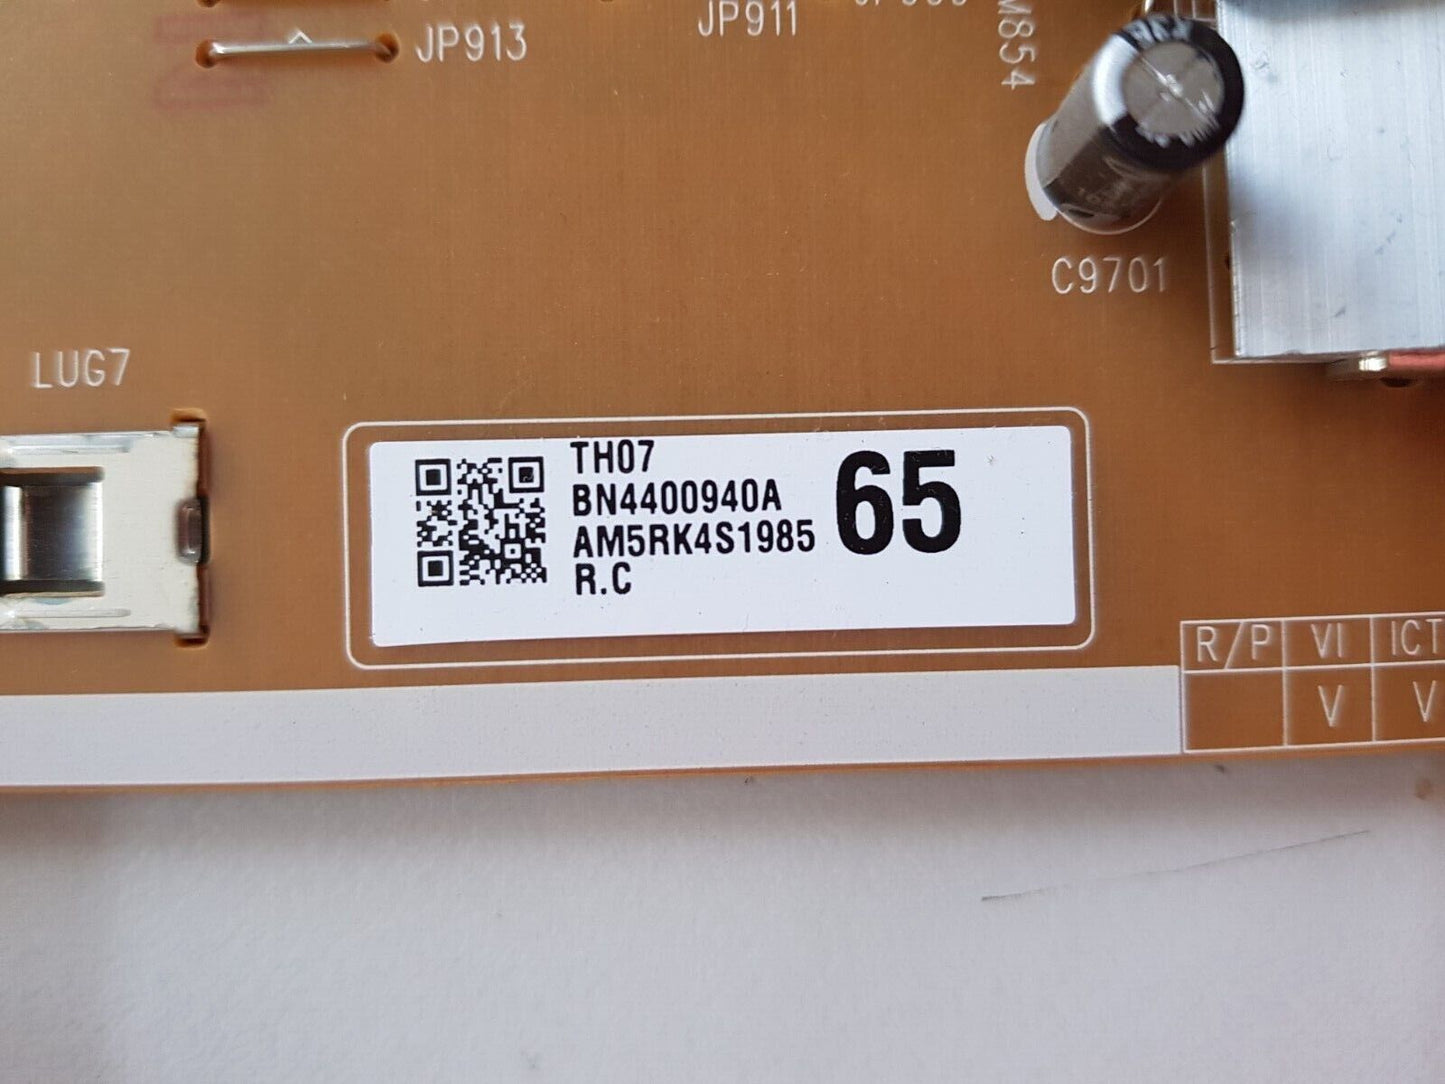 JP913
JP911
M854
C9701
LUG7
TH07
BN4400940A
AM5RK4S1985
R.C
65
R/P VI ICT
V V